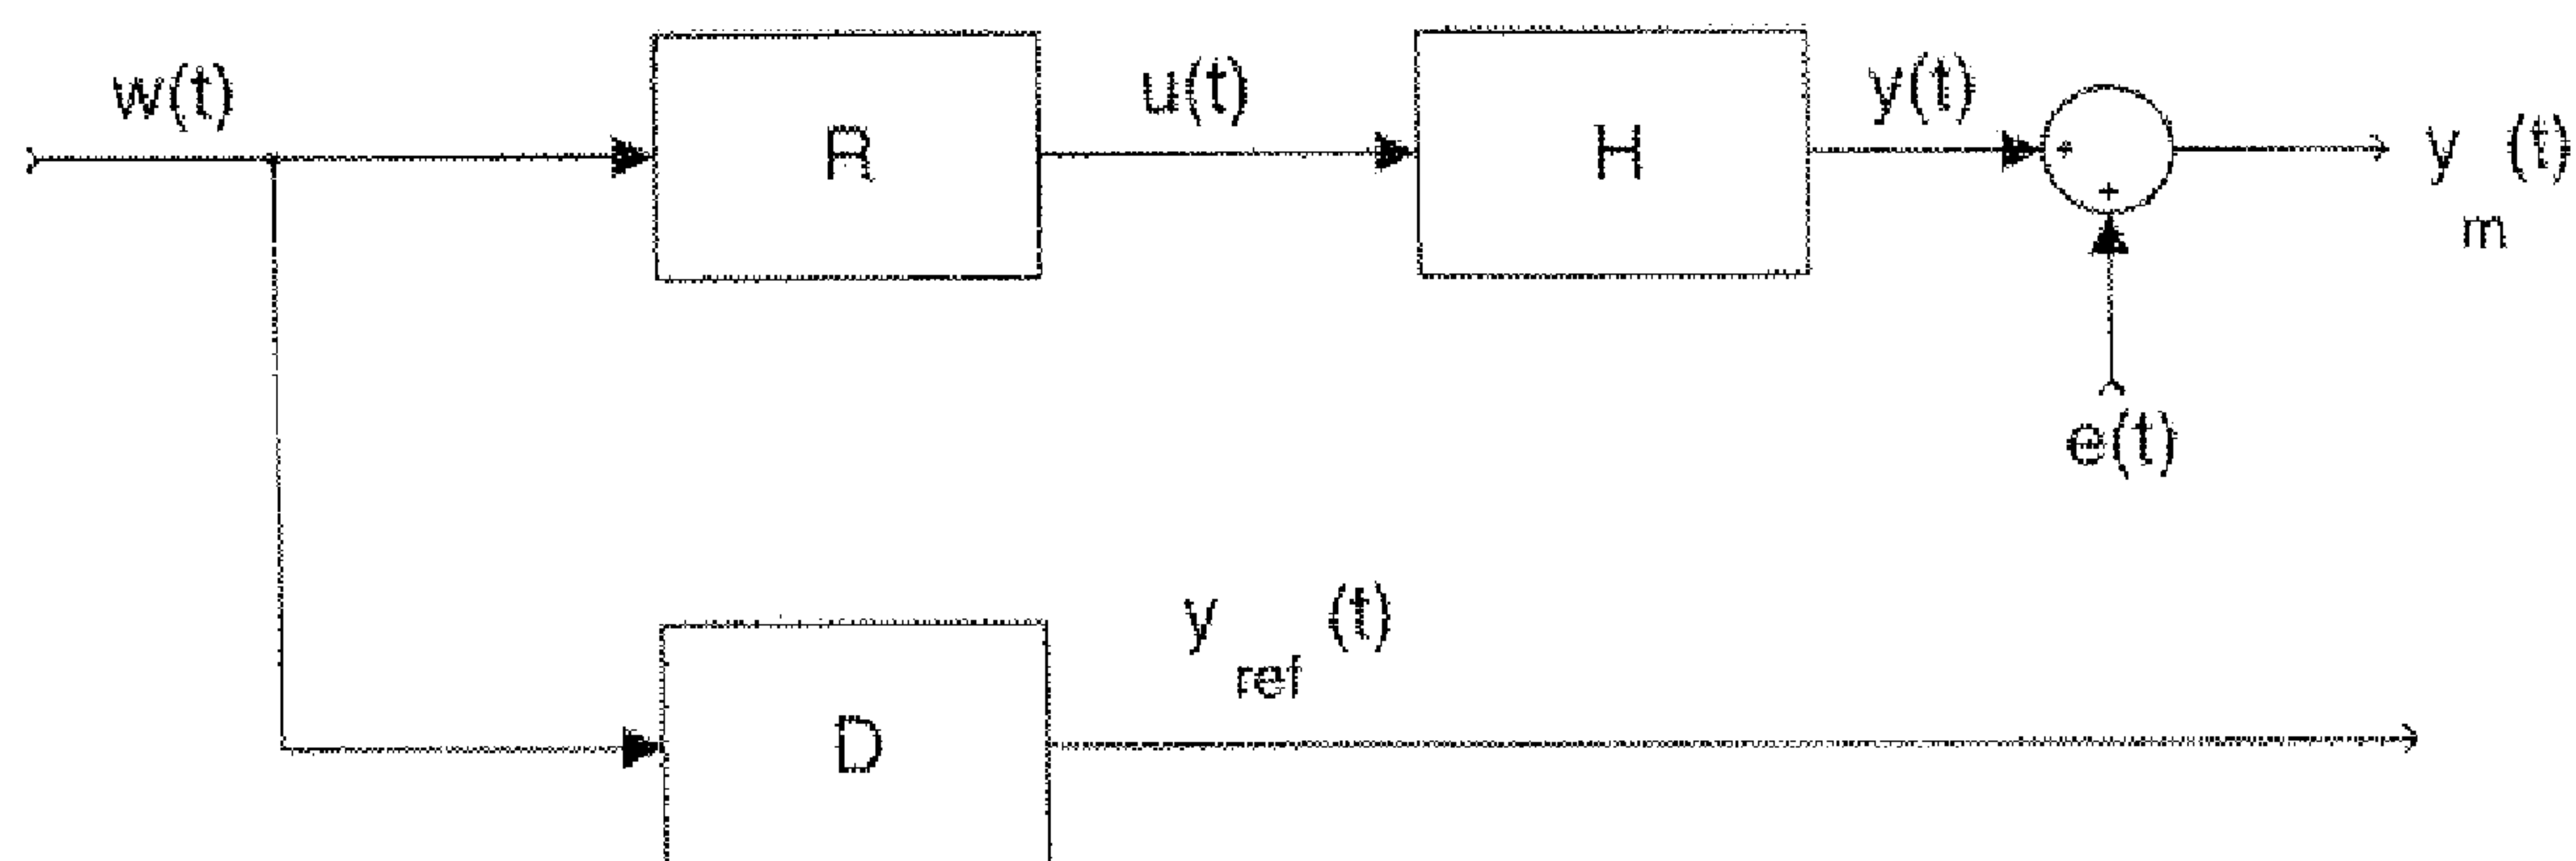 w(t)
R
u(t)
H
y(t)
+
+
y m (t)
e(t)
D
y ref (t)